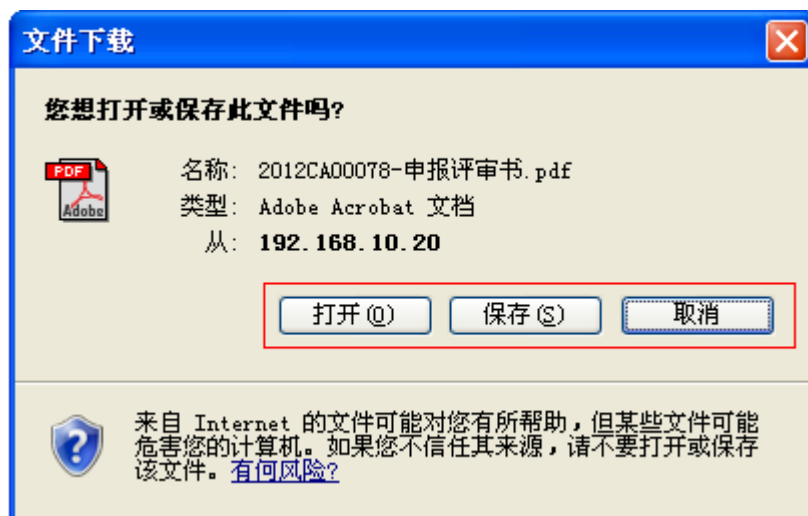 文件下载
您想打开或保存此文件吗?
PDF
Adobe
名称: 2012CA00078-申报评审书.pdf
类型: Adobe Acrobat 文档
从: 192.168.10.20
打开(O) 保存(S) 取消
来自 Internet 的文件可能对您有所帮助，但某些文件可能
危害您的计算机。如果您不信任其来源，请不要打开或保存
该文件。有何风险?